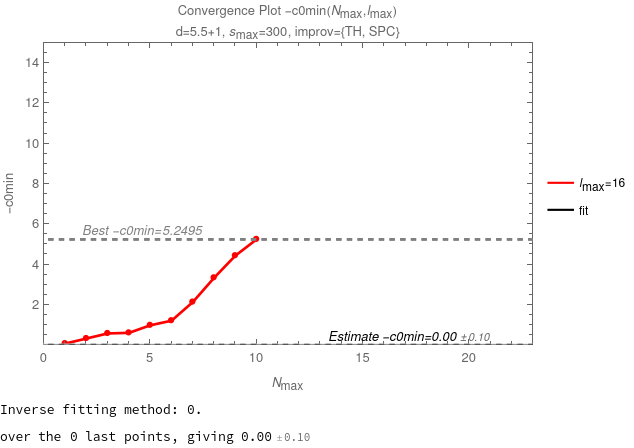 Convergence Plot −c0min(Nmax,lmax)
d=5.5+1, smax=300, improv={TH, SPC}
14
12
10
8
6
4
2
−c0min
Best −c0min=5.2495
Estimate −c0min=0.00 ±0.10
0 5 10 15 20
Nmax
lmax=16
fit
Inverse fitting method: 0.
over the 0 last points, giving 0.00 ±0.10